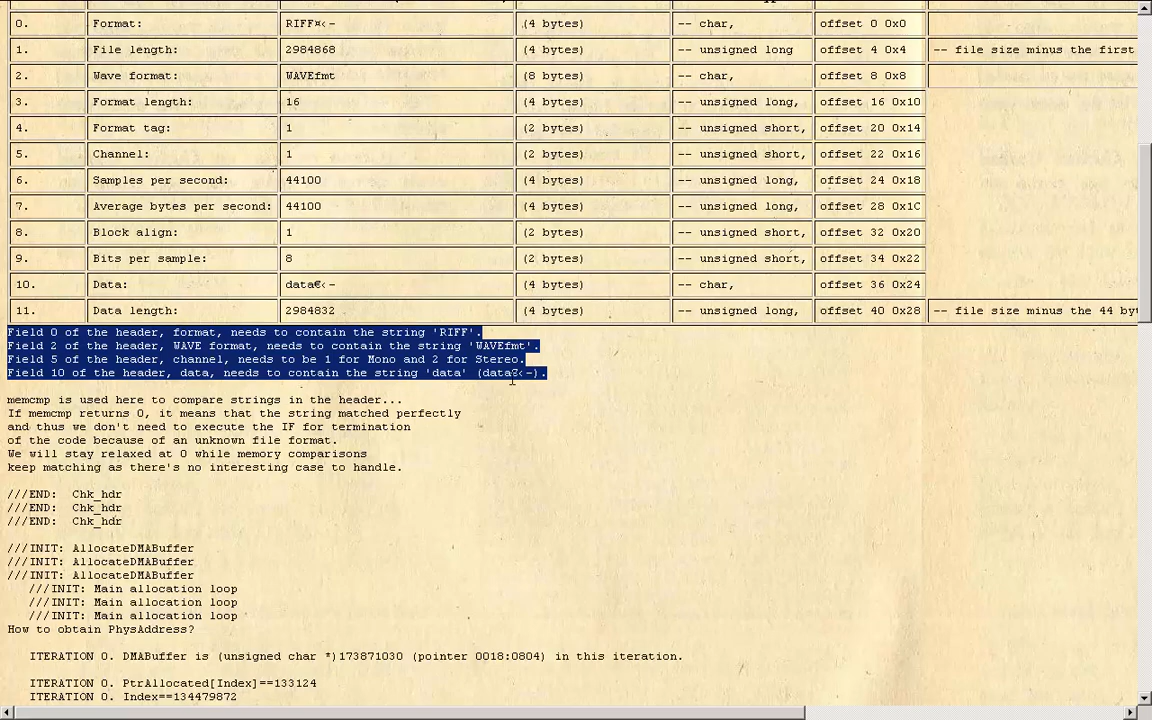 0. Format: RIFF¤‹- (4 bytes) -- char, offset 0 0x0
1. File length: 2984868 (4 bytes) -- unsigned long offset 4 0x4 -- file size minus the first
2. Wave format: WAVEfmt (8 bytes) -- char, offset 8 0x8
3. Format length: 16 (4 bytes) -- unsigned long, offset 16 0x10
4. Format tag: 1 (2 bytes) -- unsigned short, offset 20 0x14
5. Channel: 1 (2 bytes) -- unsigned short, offset 22 0x16
6. Samples per second: 44100 (4 bytes) -- unsigned long, offset 24 0x18
7. Average bytes per second: 44100 (4 bytes) -- unsigned long, offset 28 0x1C
8. Block align: 1 (2 bytes) -- unsigned short, offset 32 0x20
9. Bits per sample: 8 (2 bytes) -- unsigned short, offset 34 0x22
10. Data: data€‹- (4 bytes) -- char, offset 36 0x24
11. Data length: 2984832 (4 bytes) -- unsigned long, offset 40 0x28 -- file size minus the 44 by
Field 0 of the header, format, needs to contain the string 'RIFF'.
Field 2 of the header, WAVE format, needs to contain the string 'WAVEfmt'.
Field 5 of the header, channel, needs to be 1 for Mono and 2 for Stereo.
Field 10 of the header, data, needs to contain the string 'data' (data€‹-).
memcmp is used here to compare strings in the header...
If memcmp returns 0, it means that the string matched perfectly
and thus we don't need to execute the IF for termination
of the code because of an unknown file format.
We will stay relaxed at 0 while memory comparisons
keep matching as there's no interesting case to handle.
///END:  Chk_hdr
///END:  Chk_hdr
///END:  Chk_hdr
///INIT: AllocateDMABuffer
///INIT: AllocateDMABuffer
///INIT: AllocateDMABuffer
///INIT: Main allocation loop
///INIT: Main allocation loop
///INIT: Main allocation loop
How to obtain PhysAddress?
ITERATION 0. DMABuffer is (unsigned char *)173871030 (pointer 0018:0804) in this iteration.
ITERATION 0. PtrAllocated[Index]==133124
ITERATION 0. Index==134479872